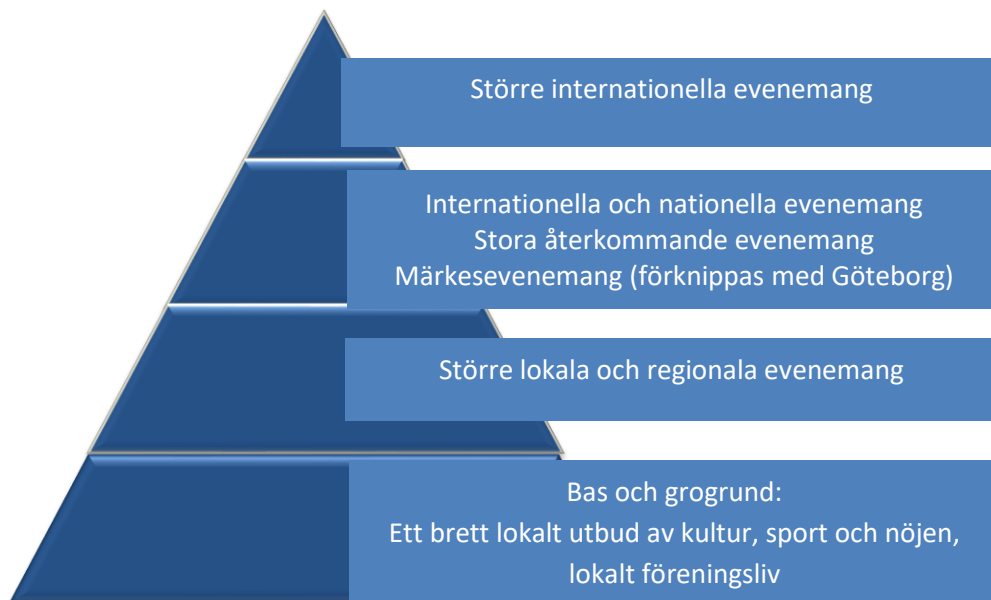 Större internationella evenemang
Internationella och nationella evenemang
Stora återkommande evenemang
Märkesevenemang (förknippas med Göteborg)
Större lokala och regionala evenemang
Bas och grogrund:
Ett brett lokalt utbud av kultur, sport och nöjen,
lokalt föreningsliv